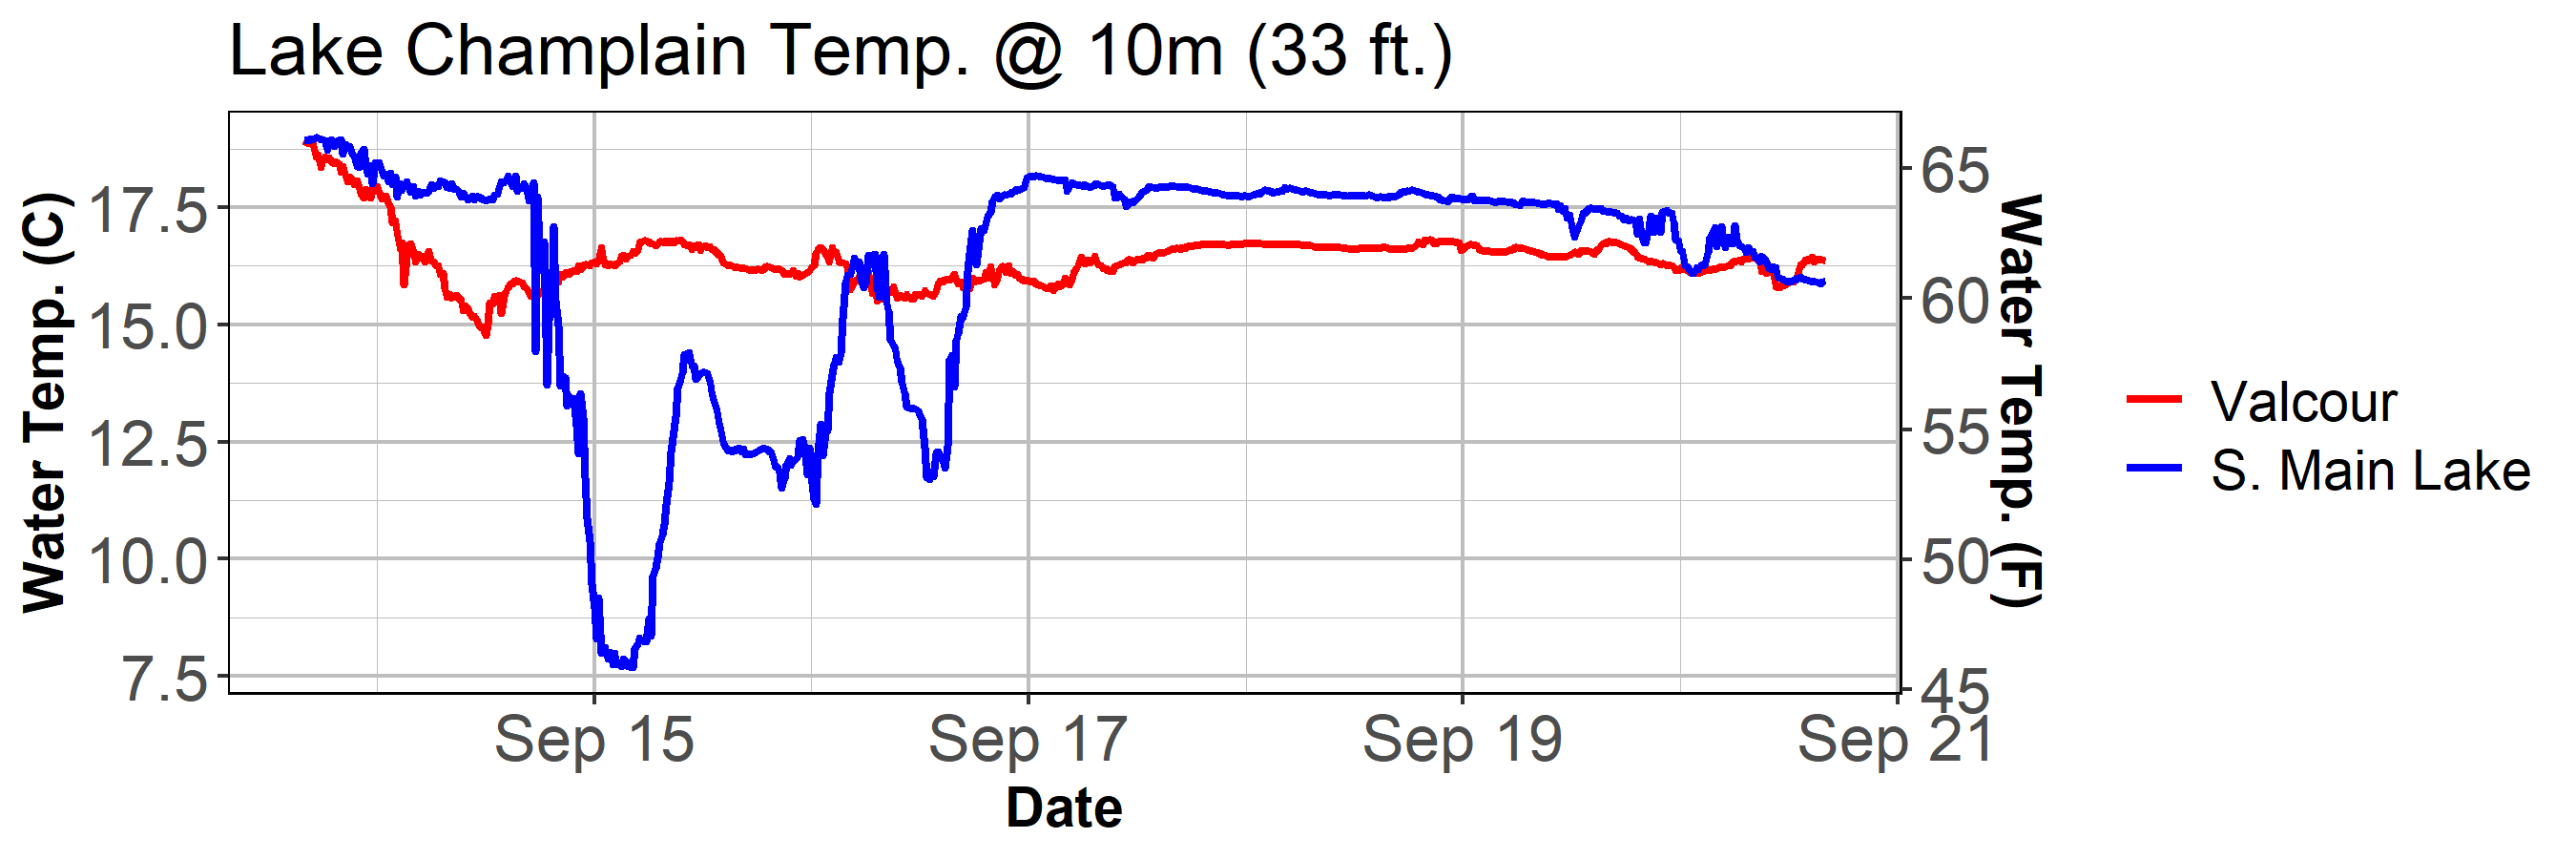 Lake Champlain Temp. @ 10m (33 ft.)
Water Temp. (C)
17.5
15.0
12.5
10.0
7.5
65
60
55
50
45
Water Temp. (F)
Sep 15
Sep 17
Sep 19
Sep 21
Date
Valcour
S. Main Lake